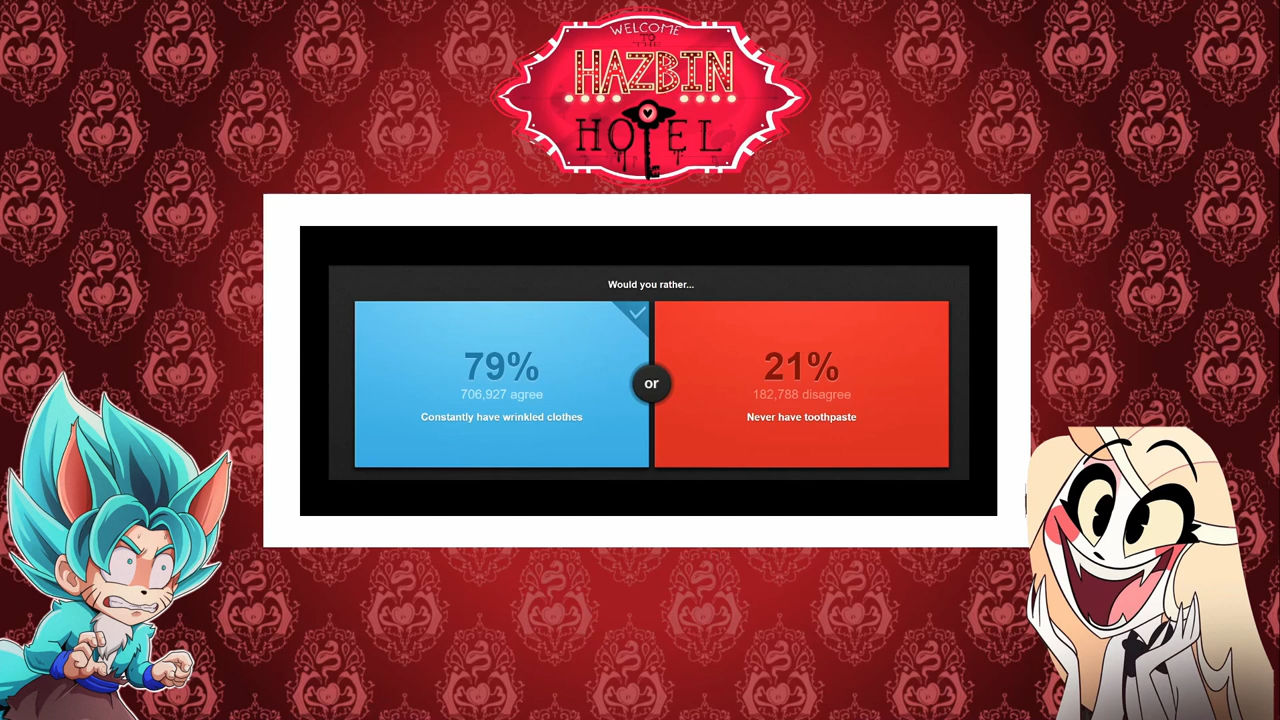 WELCOME
TO
THE
HAZBIN
HOTEL
Would you rather...
79%
706,927 agree
Constantly have wrinkled clothes
or
21%
182,788 disagree
Never have toothpaste